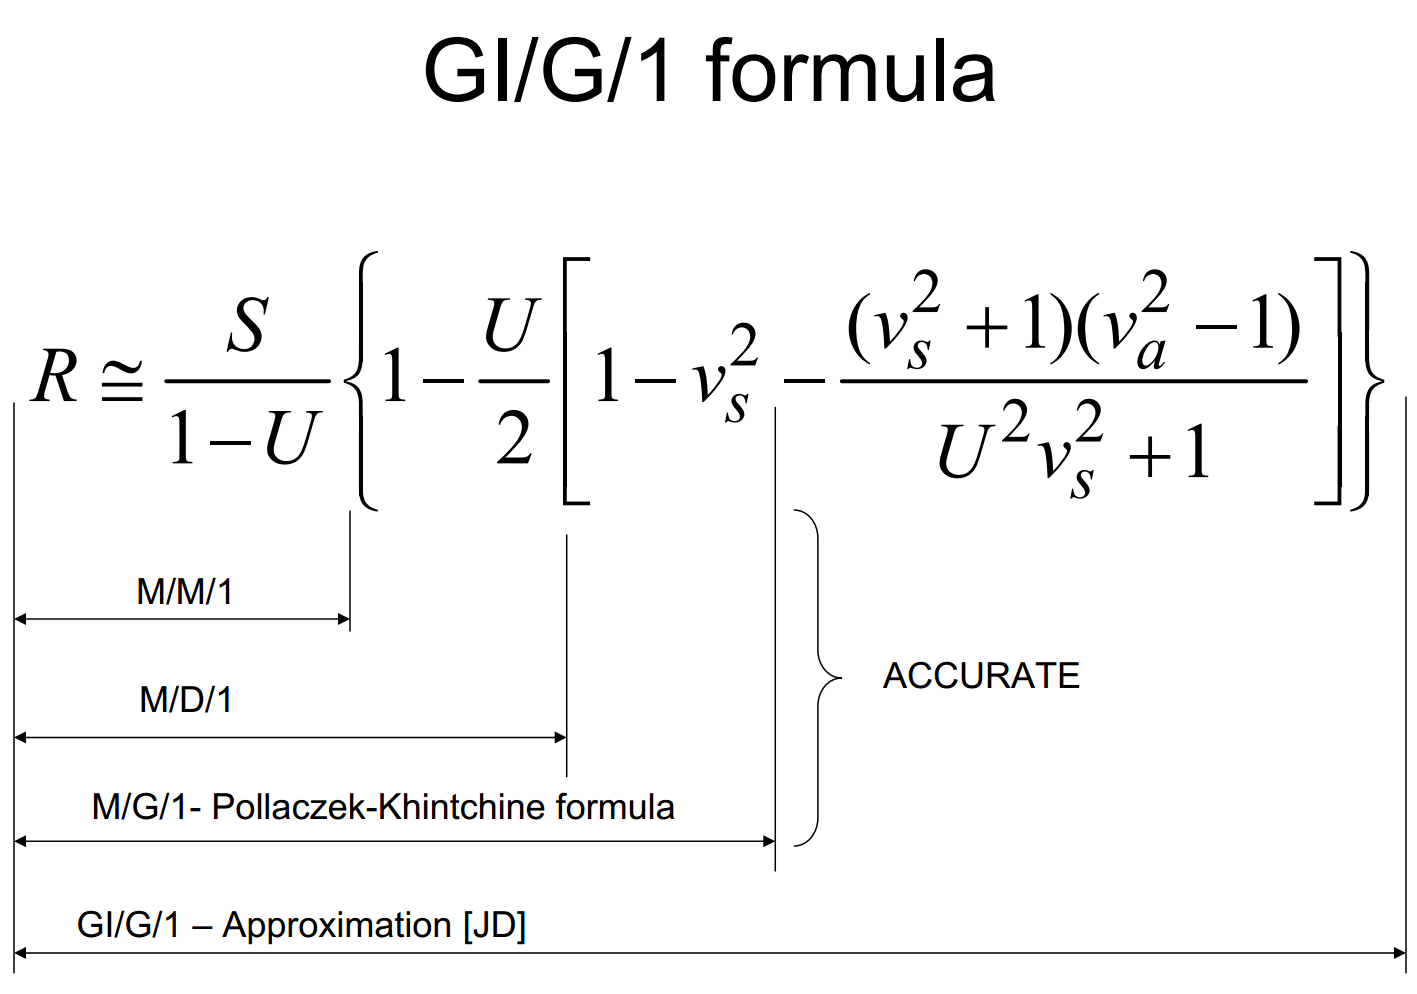 GI/G/1 formula
R ≅ S / (1 − U) { 1 − U / 2 [ 1 − v_s^2 − (v_s^2 + 1)(v_a^2 − 1) / (U^2 v_s^2 + 1) ] }
M/M/1
M/D/1
ACCURATE
M/G/1- Pollaczek-Khintchine formula
GI/G/1 – Approximation [JD]